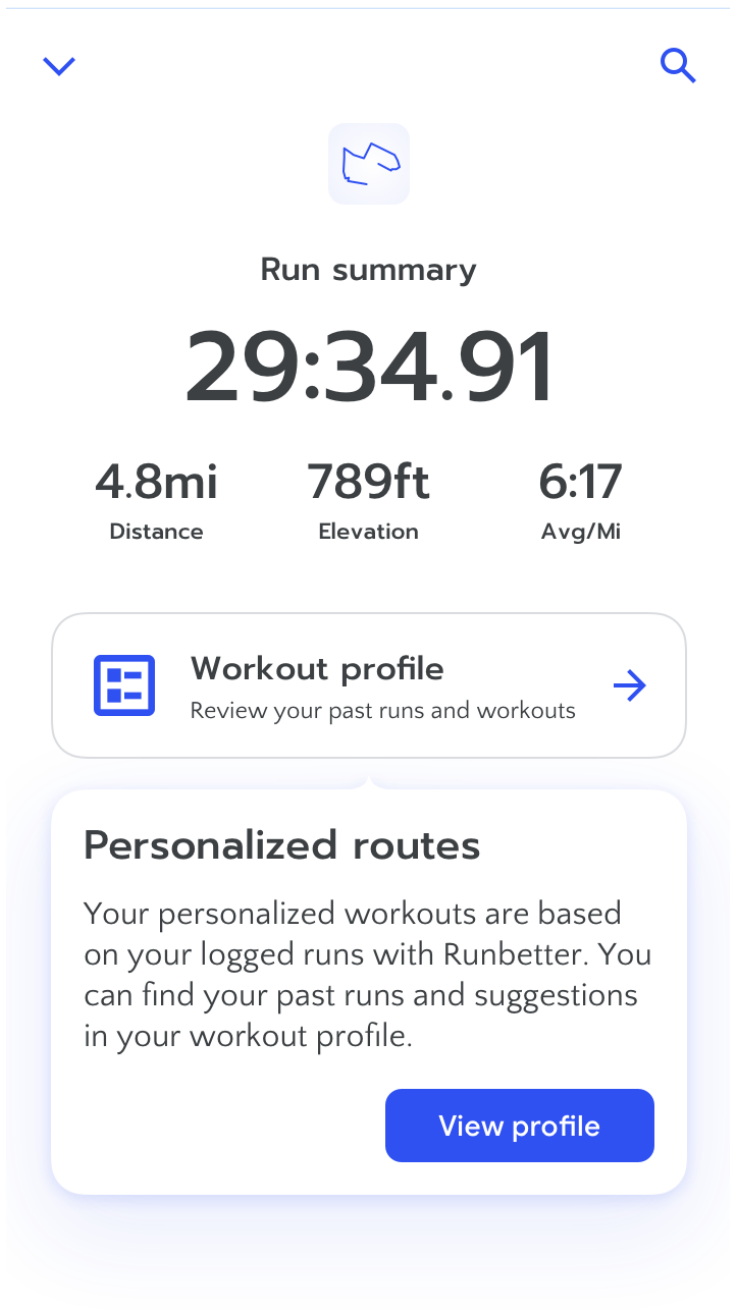 Run summary
29:34.91
4.8mi 789ft 6:17
Distance Elevation Avg/Mi
Workout profile
Review your past runs and workouts
Personalized routes
Your personalized workouts are based
on your logged runs with Runbetter. You
can find your past runs and suggestions
in your workout profile.
View profile